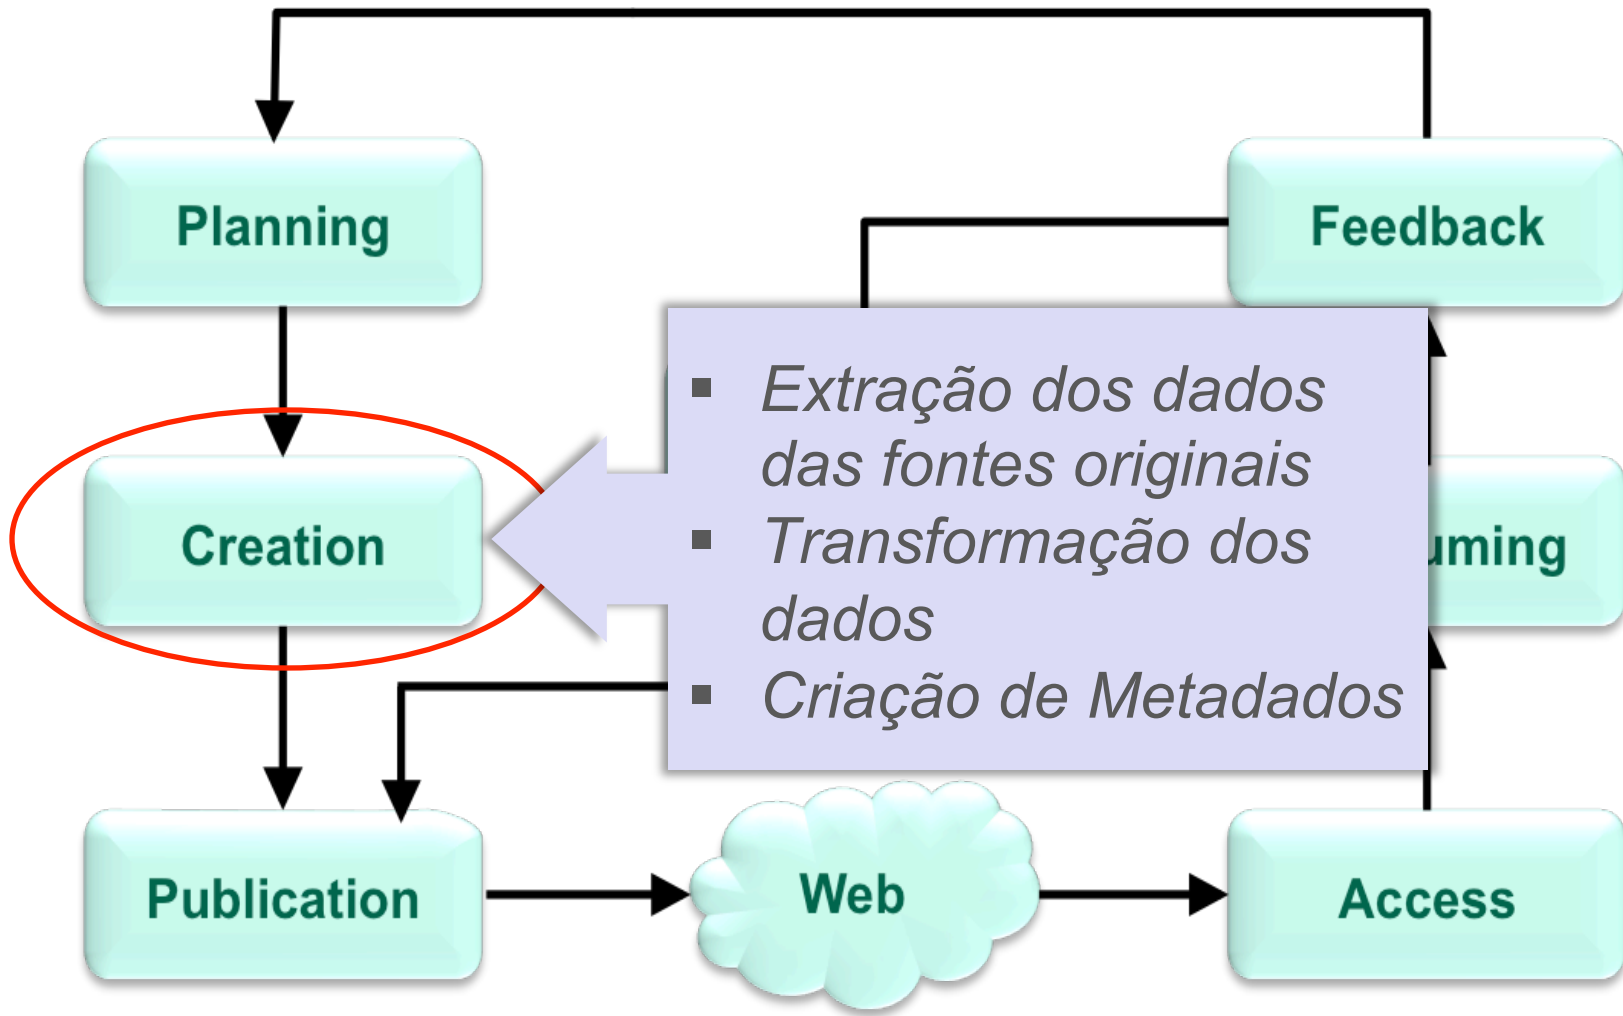 Planning
Feedback
▪ Extração dos dados
das fontes originais
▪ Transformação dos
dados
▪ Criação de Metadados
Creation
uming
Publication
Web
Access